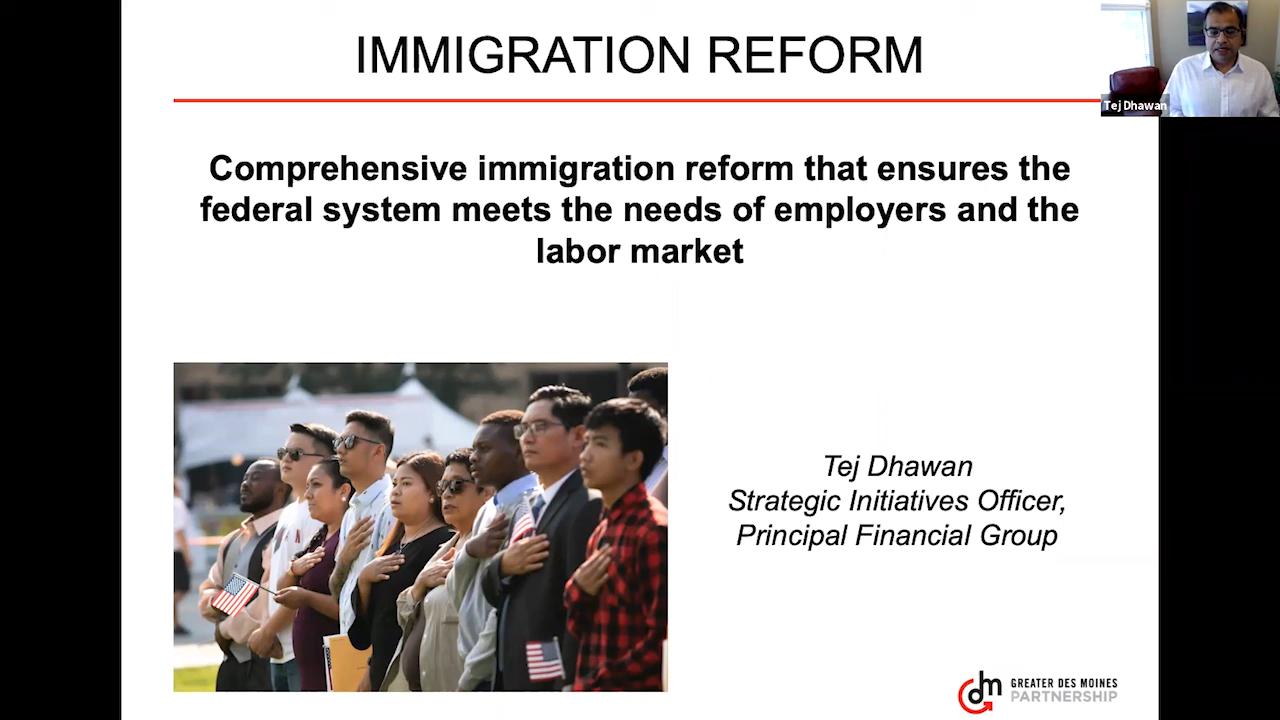 IMMIGRATION REFORM
Tej Dhawan
Comprehensive immigration reform that ensures the
federal system meets the needs of employers and the
labor market
Tej Dhawan
Strategic Initiatives Officer,
Principal Financial Group
dm
GREATER DES MOINES
PARTNERSHIP